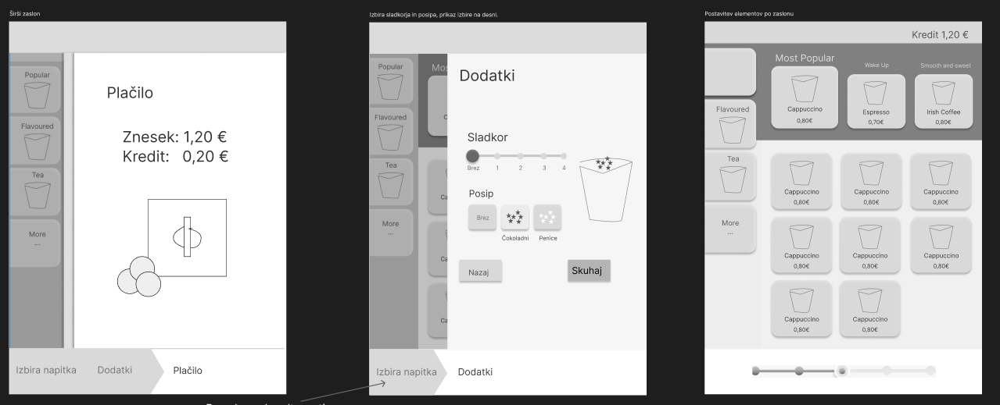 Širši zaslon
Popular
Flavoured
Tea
More
...
Plačilo
Znesek: 1,20 €
Kredit: 0,20 €
Izbira napitka
Dodatki
Plačilo
Izbira sladkorja in posipa, prikaz izbire na desni.
Popular
Flavoured
Tea
More
...
Mos
C
Ca
Ca
Ca
Dodatki
Sladkor
Brez 1 2 3 4
Posip
Brez
Čokoladni
Penice
Nazaj
Skuhaj
Izbira napitka
Dodatki
Postavitev elementov po zaslonu
Kredit 1,20 €
Flavoured
Tea
More
...
Most Popular
Wake Up
Smooth and sweet
Cappuccino
0,80€
Espresso
0,70€
Irish Coffee
0,80€
Cappuccino
0,80€
Cappuccino
0,80€
Cappuccino
0,80€
Cappuccino
0,80€
Cappuccino
0,80€
Cappuccino
0,80€
Cappuccino
0,80€
Cappuccino
0,80€